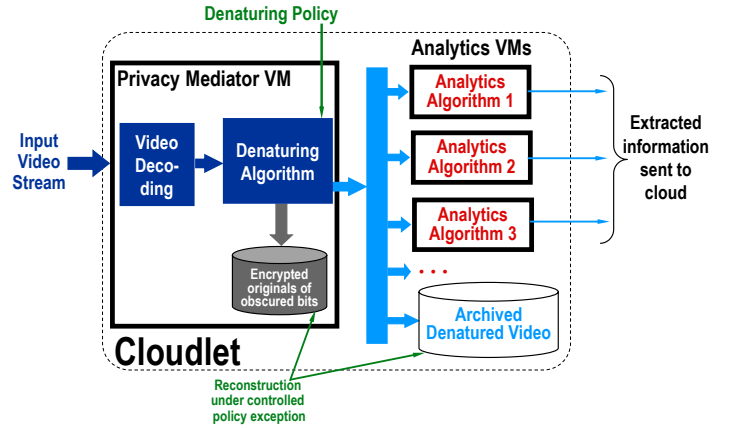 Denaturing Policy
Analytics VMs
Privacy Mediator VM
Input
Video
Stream
Video
Deco-
ding
Denaturing
Algorithm
Encrypted
originals of
obscured bits
Analytics
Algorithm 1
Analytics
Algorithm 2
Analytics
Algorithm 3
. . .
Archived
Denatured Video
Extracted
information
sent to
cloud
Cloudlet
Reconstruction
under controlled
policy exception